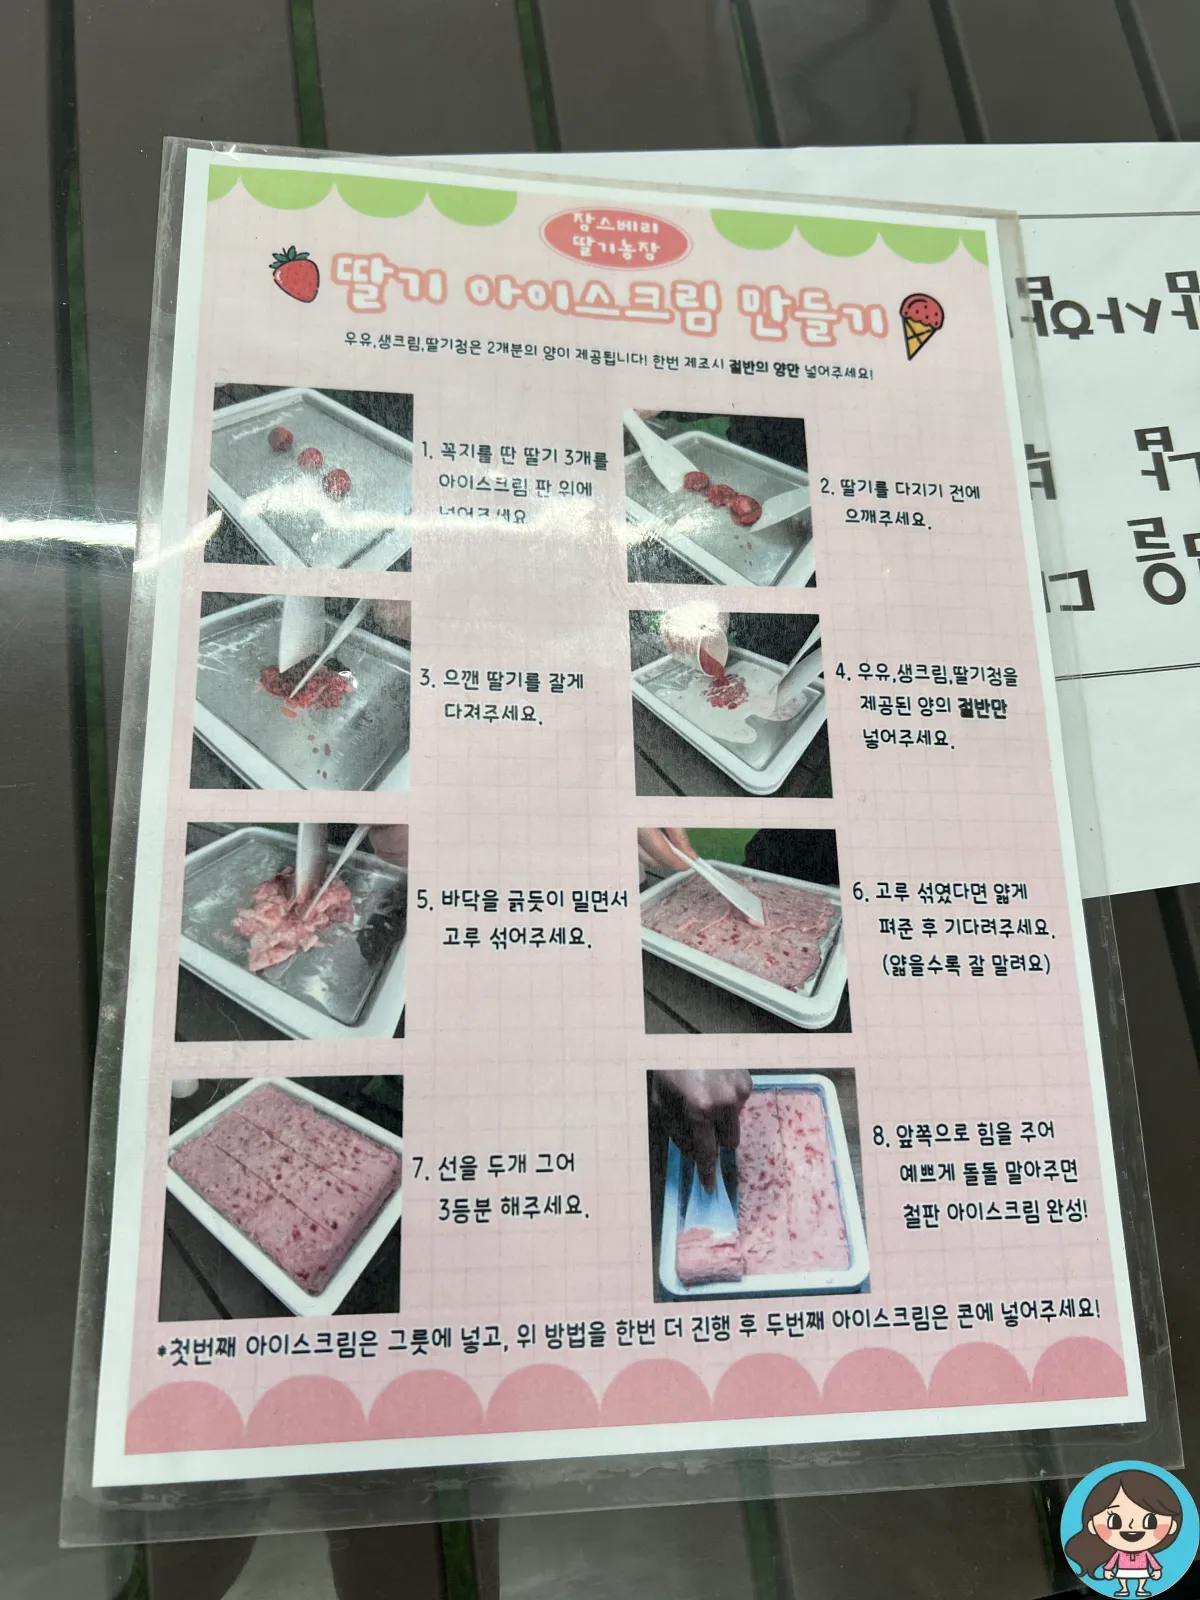 장스베리
딸기농장
딸기 아이스크림 만들기
우유,생크림,딸기청은 2개분의 양이 제공됩니다! 한번 제조시 절반의 양만 넣어주세요!
1. 꼭지를 딴 딸기 3개를
아이스크림 판 위에
넣어주세요.
2. 딸기를 다지기 전에
으깨주세요.
3. 으깬 딸기를 잘게
다져주세요.
4. 우유,생크림,딸기청을
제공된 양의 절반만
넣어주세요.
5. 바닥을 긁듯이 밀면서
고루 섞어주세요.
6. 고루 섞였다면 얇게
펴준 후 기다려주세요.
(얇을수록 잘 말려요)
7. 선을 두개 그어
3등분 해주세요.
8. 앞쪽으로 힘을 주어
예쁘게 돌돌 말아주면
철판 아이스크림 완성!
*첫번째 아이스크림은 그릇에 넣고, 위 방법을 한번 더 진행 후 두번째 아이스크림은 콘에 넣어주세요!